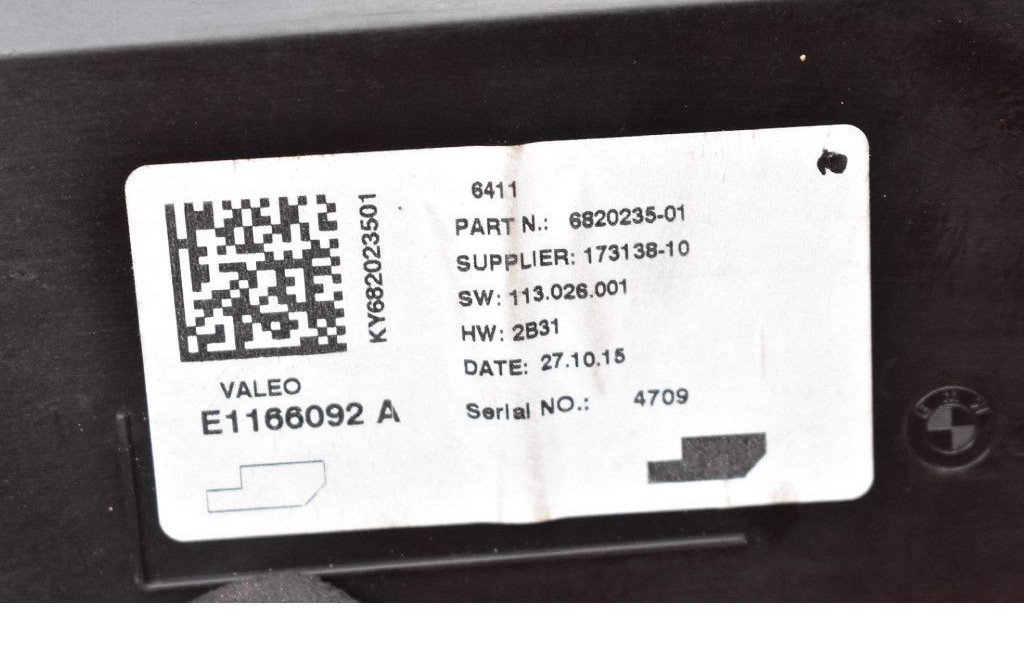 KY682023501
VALEO
E1166092 A
6411
PART N.: 6820235-01
SUPPLIER: 173138-10
SW: 113.026.001
HW: 2B31
DATE: 27.10.15
Serial NO.: 4709